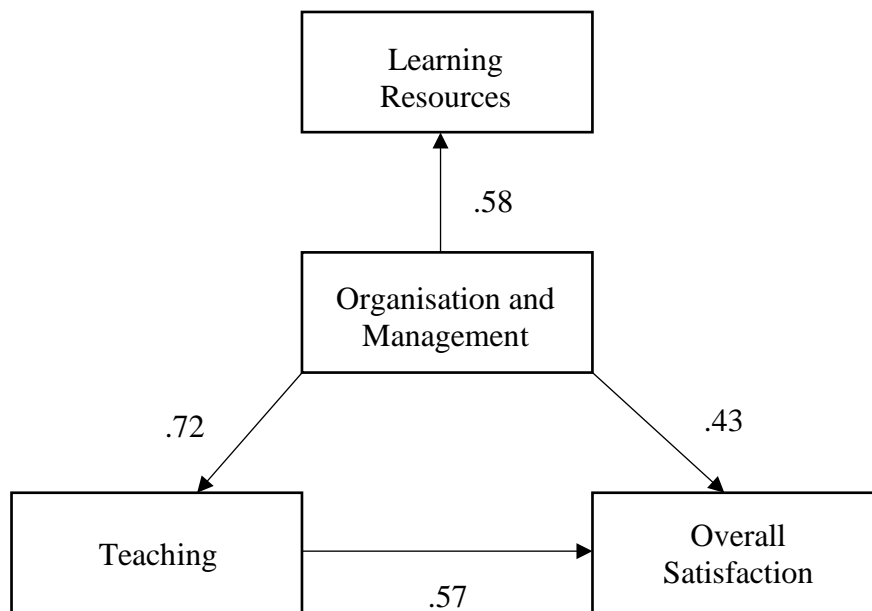 Learning
Resources
.58
Organisation and
Management
.72
.43
Teaching
Overall
Satisfaction
.57